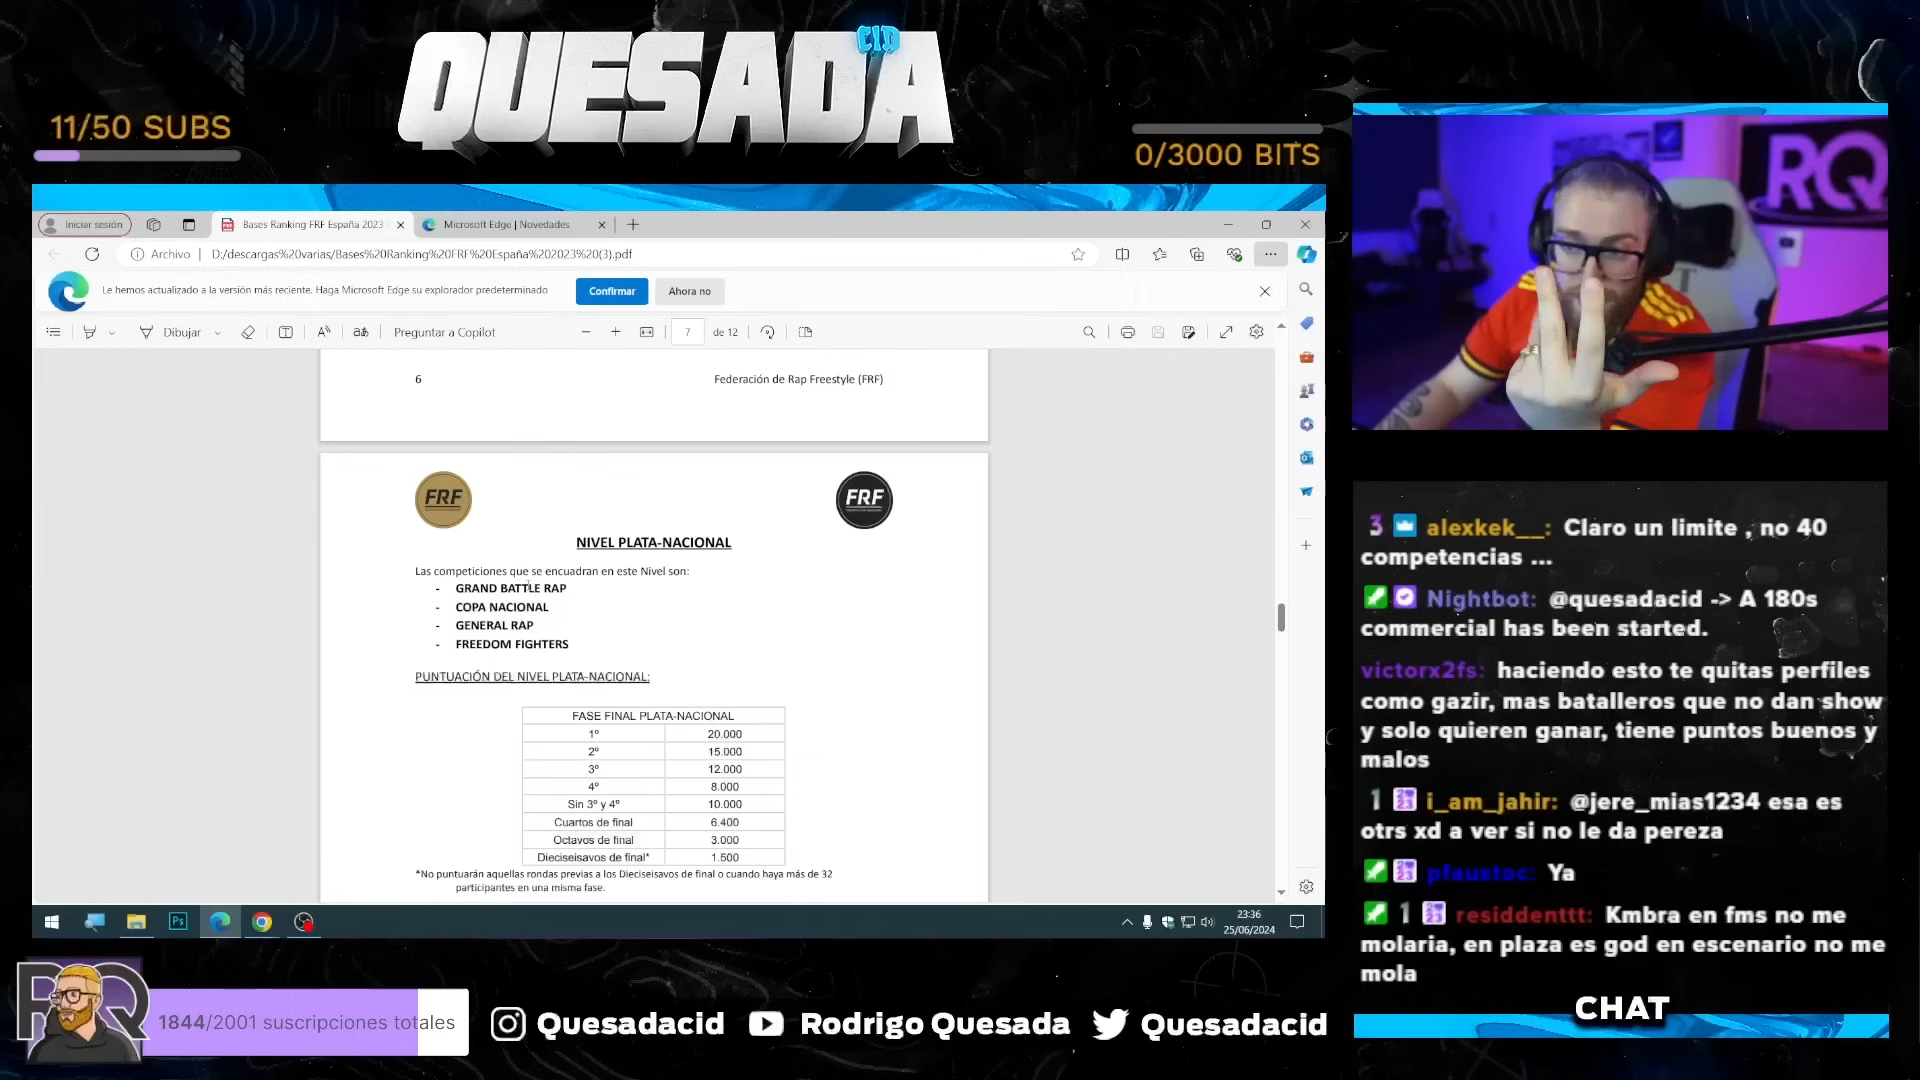 QUESADA
CID
11/50 SUBS
0/3000 BITS
Iniciar sesión
Bases Ranking FRF España 2023
Microsoft Edge | Novedades
Archivo
D:/descargas%20varias/Bases%20Ranking%20FRF%20España%202023%20(3).pdf
Le hemos actualizado a la versión más reciente. Haga Microsoft Edge su explorador predeterminado
Confirmar
Ahora no
Dibujar
Preguntar a Copilot
7
de 12
6
Federación de Rap Freestyle (FRF)
FRF
FRF
NIVEL PLATA-NACIONAL
Las competiciones que se encuadran en este Nivel son:
- GRAND BATTLE RAP
- COPA NACIONAL
- GENERAL RAP
- FREEDOM FIGHTERS
PUNTUACIÓN DEL NIVEL PLATA-NACIONAL:
FASE FINAL PLATA-NACIONAL
1º 20.000
2º 15.000
3º 12.000
4º 8.000
Sin 3º y 4º 10.000
Cuartos de final 6.400
Octavos de final 3.000
Dieciseisavos de final* 1.500
*No puntuarán aquellas rondas previas a los Dieciseisavos de final o cuando haya más de 32
participantes en una misma fase.
Ps
23:36
25/06/2024
RQ
3 alexkek__: Claro un limite , no 40
competencias ...
Nightbot: @quesadacid -> A 180s
commercial has been started.
victorx2fs: haciendo esto te quitas perfiles
como gazir, mas batalleros que no dan show
y solo quieren ganar, tiene puntos buenos y
malos
1 i_am_jahir: @jere_mias1234 esa es
otrs xd a ver si no le da pereza
pfaustoc: Ya
1 residdenttt: Kmbra en fms no me
molaria, en plaza es god en escenario no me
mola
CHAT
RQ
1844/2001 suscripciones totales
Quesadacid
Rodrigo Quesada
Quesadacid